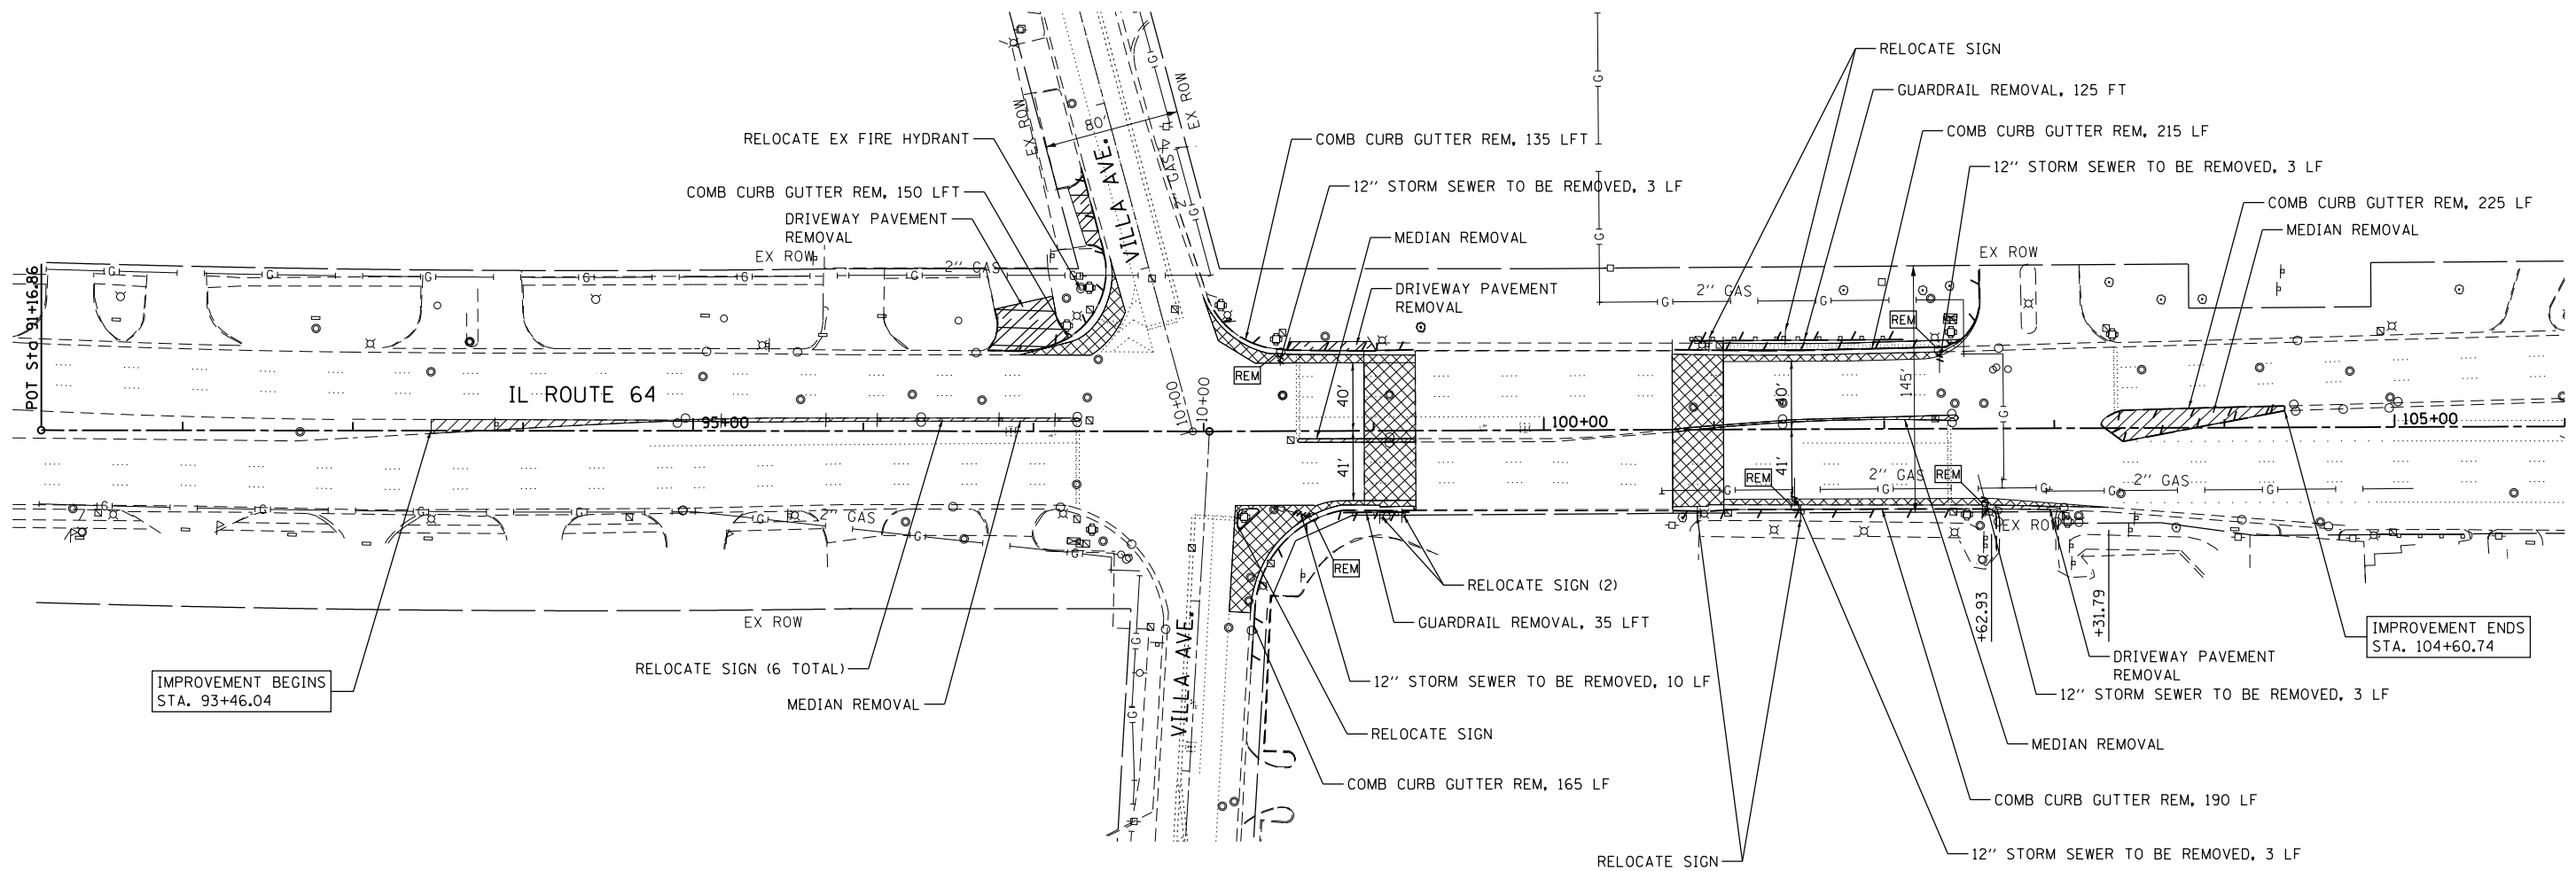 RELOCATE SIGN
GUARDRAIL REMOVAL, 125 FT
COMB CURB GUTTER REM, 215 LF
12" STORM SEWER TO BE REMOVED, 3 LF
COMB CURB GUTTER REM, 225 LF
MEDIAN REMOVAL
RELOCATE EX FIRE HYDRANT
COMB CURB GUTTER REM, 150 LFT
DRIVEWAY PAVEMENT
REMOVAL
EX ROW
2" GAS
EX ROW
80'
EX ROW
VILLA AVE.
2" GAS
COMB CURB GUTTER REM, 135 LFT
12" STORM SEWER TO BE REMOVED, 3 LF
MEDIAN REMOVAL
DRIVEWAY PAVEMENT
REMOVAL
2" GAS
EX ROW
REM
REM
POT Sta 91+16.86
IL ROUTE 64
95+00
10+00
10+00
40'
41'
100+00
40'
41'
145'
105+00
REM
2" GAS
REM
2" GAS
2" GAS
EX ROW
REM
EX ROW
VILLA AVE.
RELOCATE SIGN (2)
GUARDRAIL REMOVAL, 35 LFT
12" STORM SEWER TO BE REMOVED, 10 LF
RELOCATE SIGN
COMB CURB GUTTER REM, 165 LF
IMPROVEMENT BEGINS
STA. 93+46.04
RELOCATE SIGN (6 TOTAL)
MEDIAN REMOVAL
+62.93
+31.79
IMPROVEMENT ENDS
STA. 104+60.74
DRIVEWAY PAVEMENT
REMOVAL
12" STORM SEWER TO BE REMOVED, 3 LF
MEDIAN REMOVAL
COMB CURB GUTTER REM, 190 LF
12" STORM SEWER TO BE REMOVED, 3 LF
RELOCATE SIGN